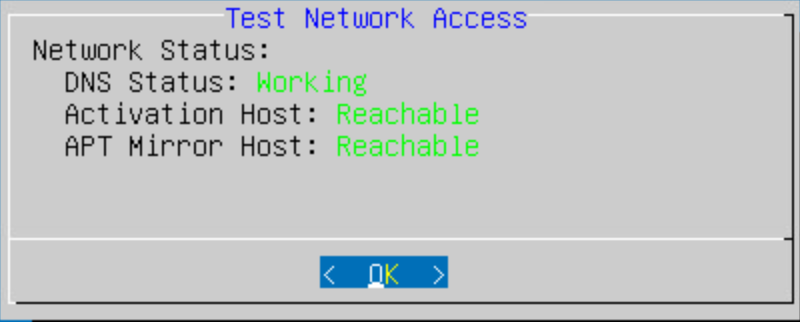 Test Network Access
Network Status:
DNS Status: Working
Activation Host: Reachable
APT Mirror Host: Reachable
< OK >